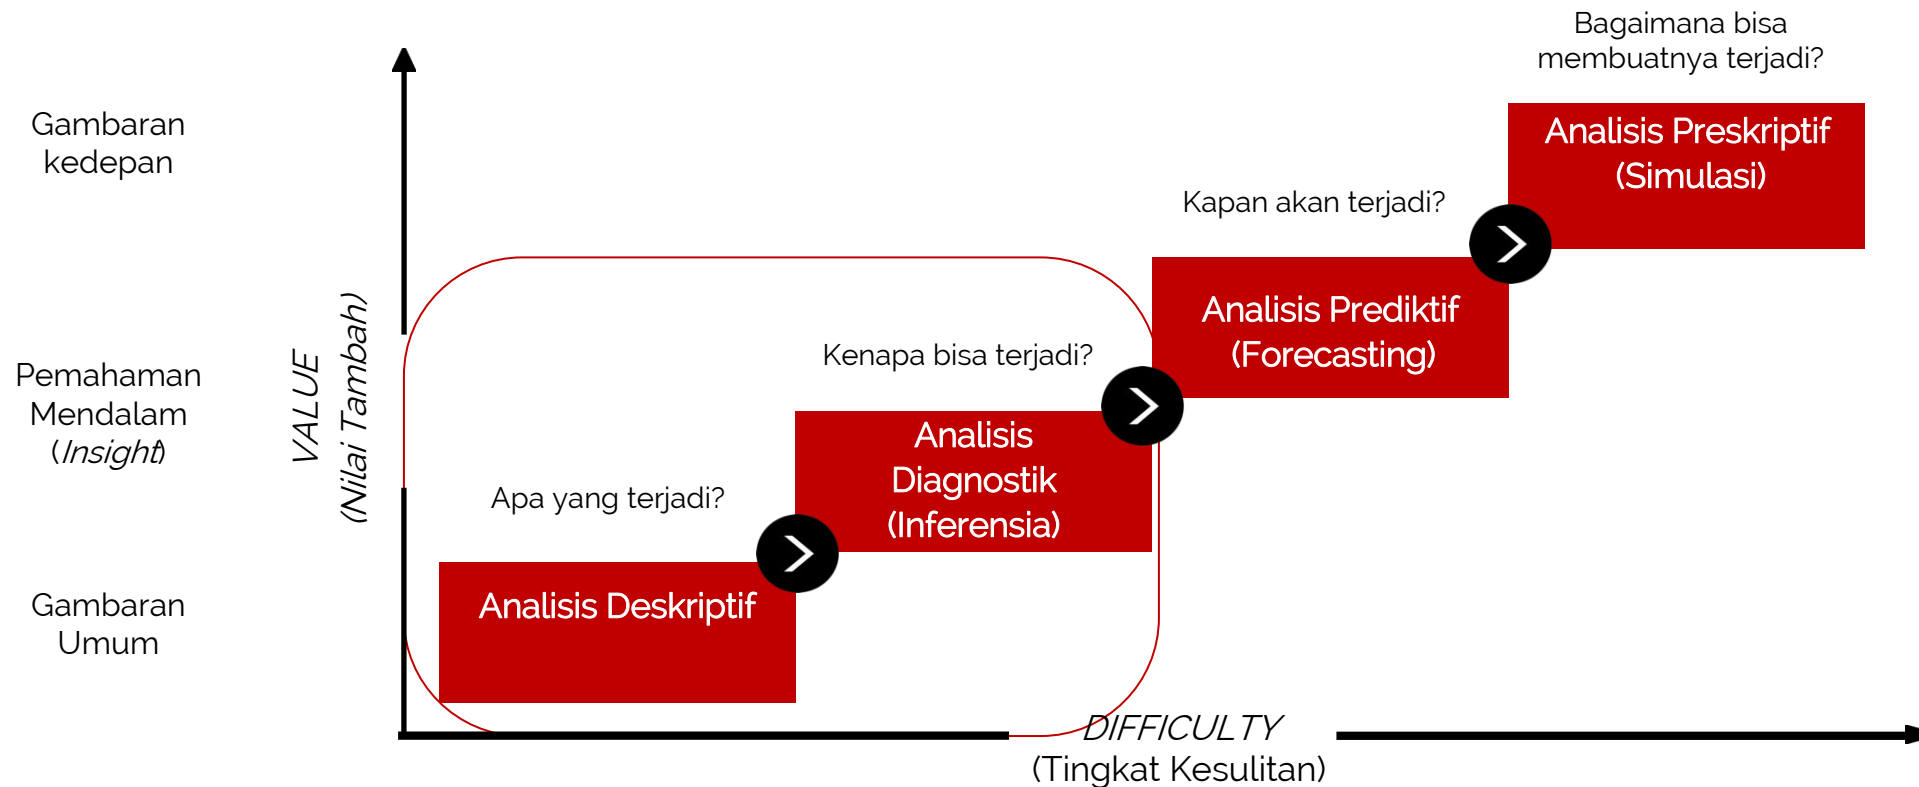 Bagaimana bisa
membuatnya terjadi?
Gambaran
kedepan
Analisis Preskriptif
(Simulasi)
Kapan akan terjadi?
Analisis Prediktif
(Forecasting)
Kenapa bisa terjadi?
Pemahaman
Mendalam
(Insight)
VALUE
(Nilai Tambah)
Analisis
Diagnostik
(Inferensia)
Apa yang terjadi?
Gambaran
Umum
Analisis Deskriptif
DIFFICULTY
(Tingkat Kesulitan)